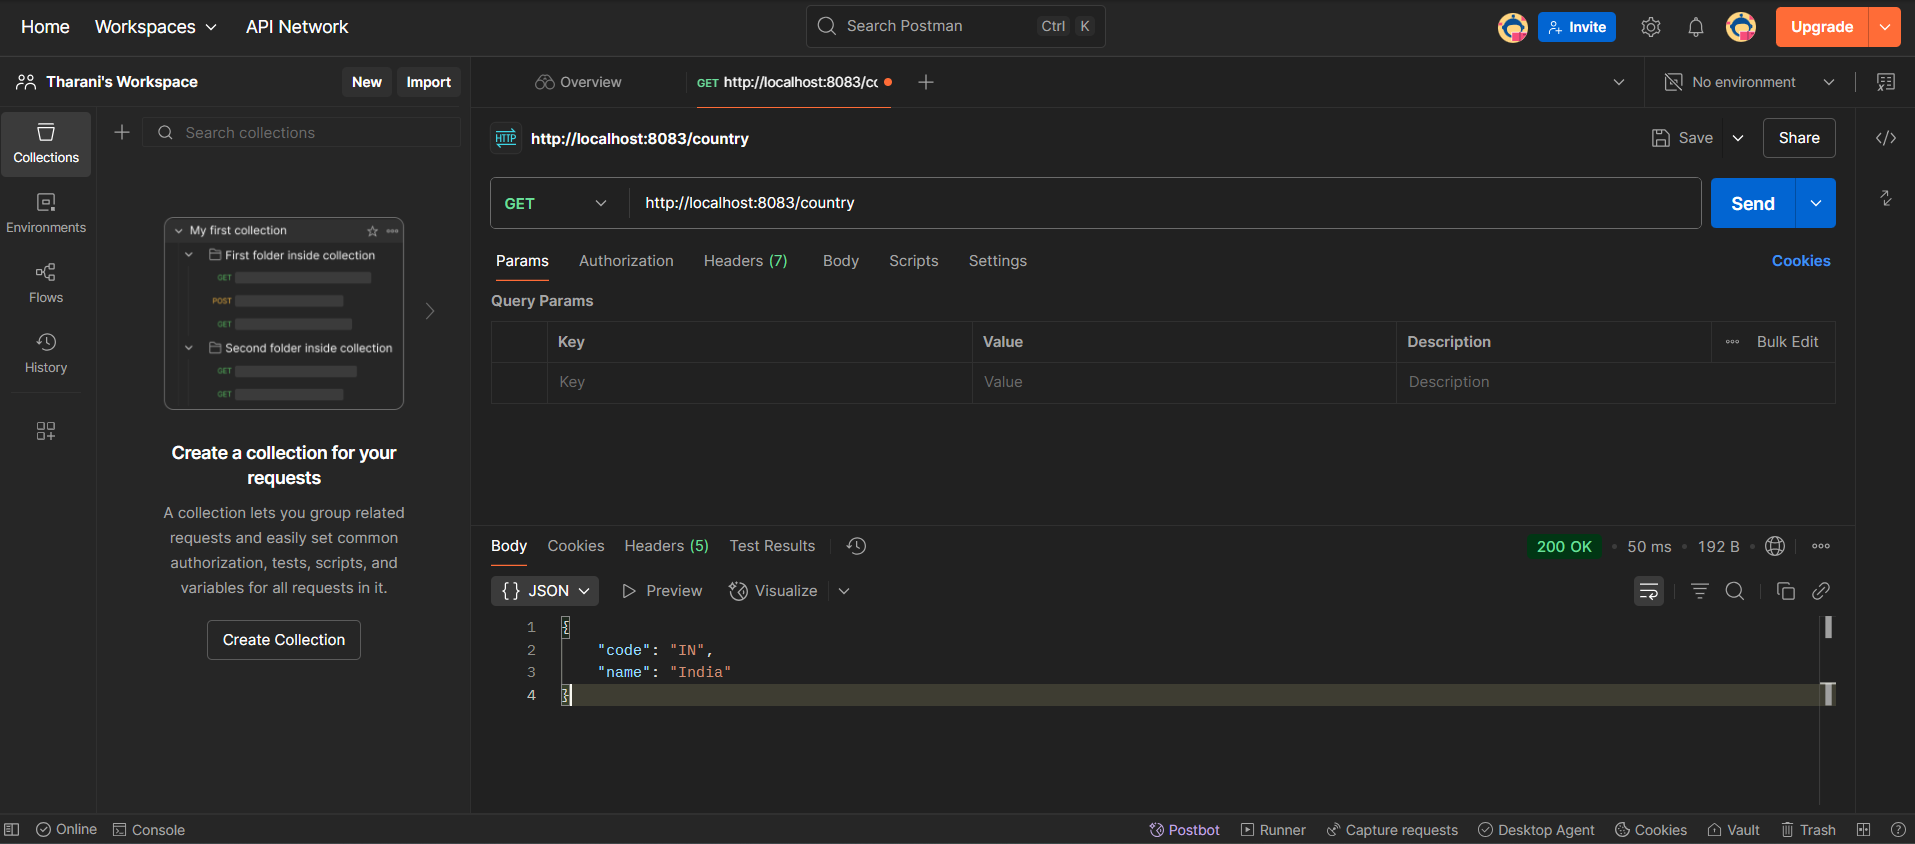 Home Workspaces API Network Search Postman Ctrl K Invite Upgrade
Tharani's Workspace New Import Overview GET http://localhost:8083/cc No environment
Collections
Environments
Flows
History
Search collections
My first collection
First folder inside collection
GET
POST
GET
Second folder inside collection
GET
GET
Create a collection for your
requests
A collection lets you group related
requests and easily set common
authorization, tests, scripts, and
variables for all requests in it.
Create Collection
HTTP http://localhost:8083/country Save Share
GET http://localhost:8083/country Send
Params Authorization Headers (7) Body Scripts Settings Cookies
Query Params
Key Value Description Bulk Edit
Key Value Description
Body Cookies Headers (5) Test Results 200 OK • 50 ms • 192 B •
{} JSON Preview Visualize
1 {
2 "code": "IN",
3 "name": "India"
4 }
Online Console Postbot Runner Capture requests Desktop Agent Cookies Vault Trash